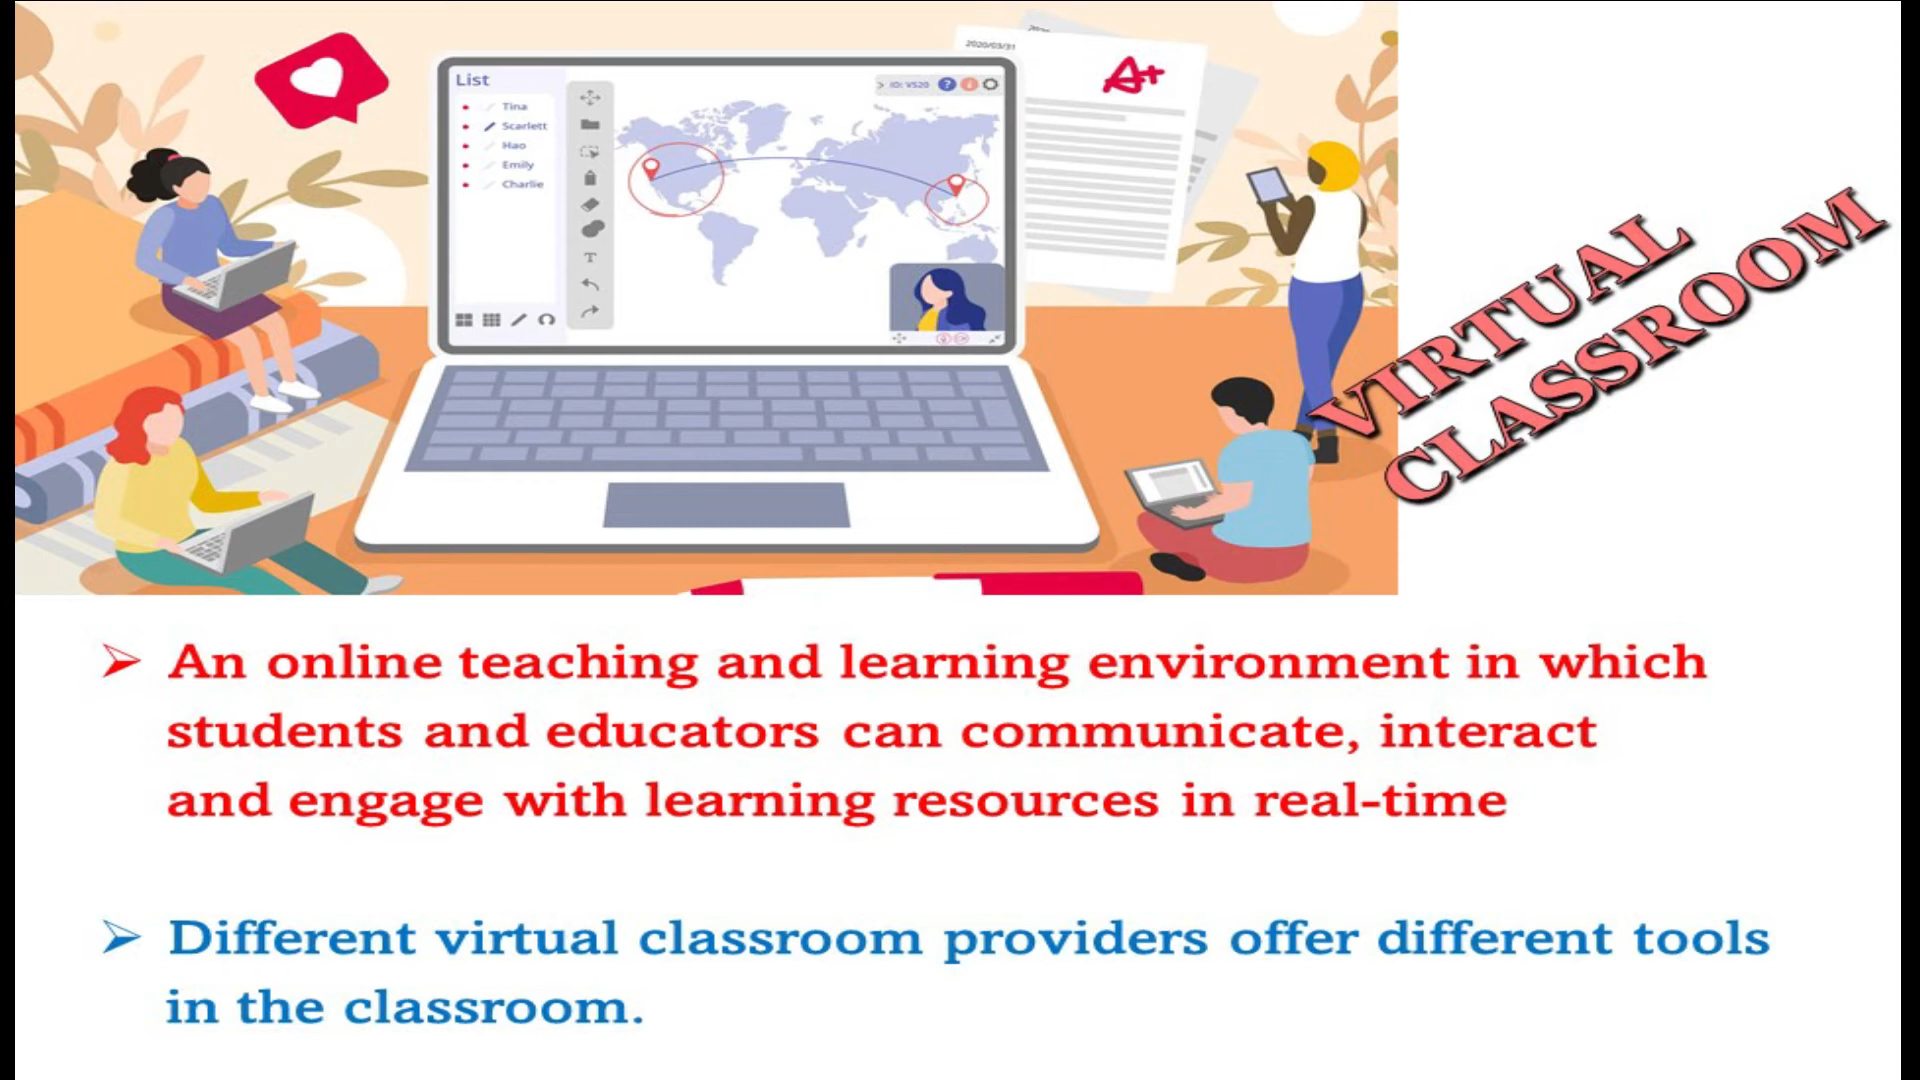 2020/03/31
A+
List
Tina
Scarlett
Hao
Emily
Charlie
> ID: VS20 ?
T
VIRTUAL
CLASSROOM
➢ An online teaching and learning environment in which
students and educators can communicate, interact
and engage with learning resources in real-time
➢ Different virtual classroom providers offer different tools
in the classroom.